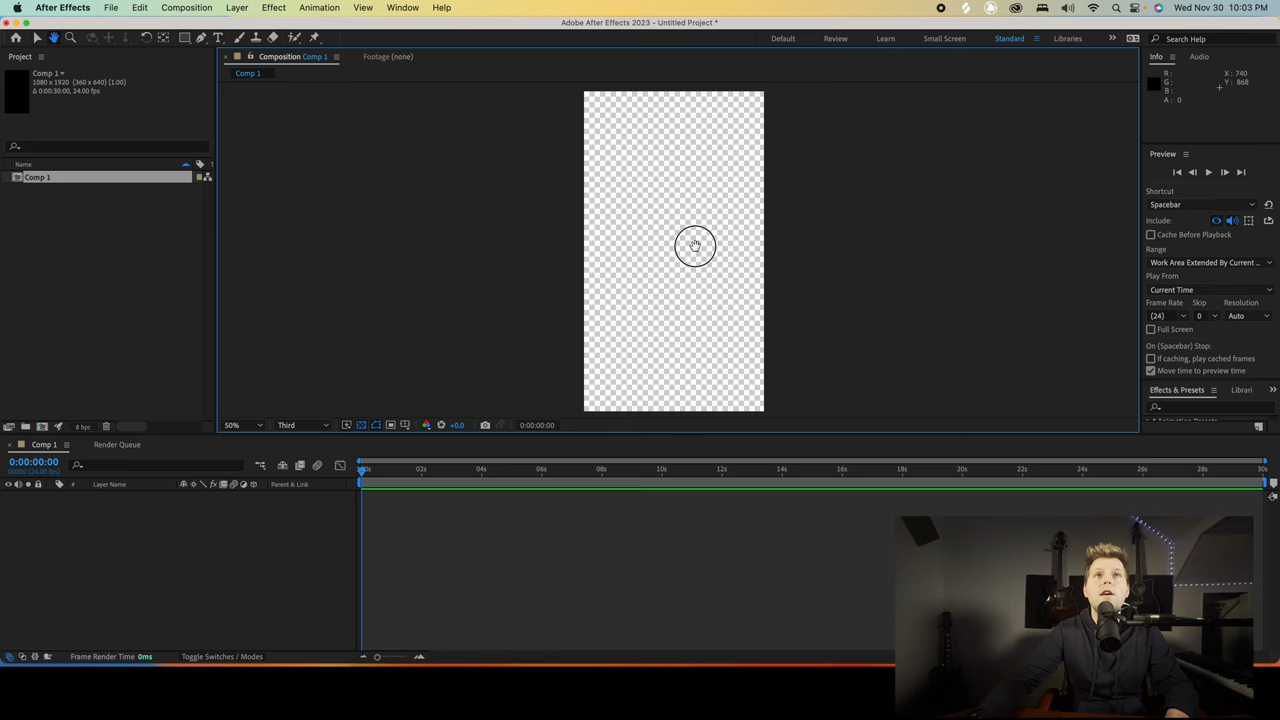 After Effects File Edit Composition Layer Effect Animation View Window Help Wed Nov 30 10:03 PM
Adobe After Effects 2023 - Untitled Project *
Default Review Learn Small Screen Standard Libraries Search Help
Project
Composition Comp 1
Footage (none)
Info
Audio
Comp 1
1080 x 1920 (360 x 640) (1.00)
Δ 0:00:30:00, 24.00 fps)
Comp 1
R :
G :
B :
A : 0
X : 740
Y : 868
Name
Comp 1
Preview
Shortcut
Spacebar
Include:
Cache Before Playback
Range
Work Area Extended By Current ...
Play From
Current Time
Frame Rate Skip Resolution
(24) 0 Auto
Full Screen
On (Spacebar) Stop:
If caching, play cached frames
Move time to preview time
Effects & Presets
Librari
8 bpc
50% (Third) +0.0 0:00:00:00
Comp 1
Render Queue
0:00:00:00
00000 (24.00 fps)
02s 04s 06s 08s 10s 12s 14s 16s 18s 20s 22s 24s 26s 28s 30s
# Layer Name Parent & Link
Frame Render Time 0ms Toggle Switches / Modes